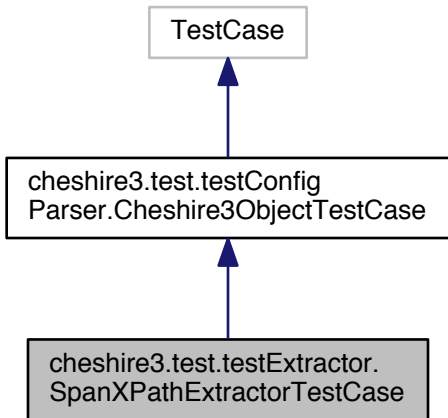 TestCase
cheshire3.test.testConfig
Parser.Cheshire3ObjectTestCase
cheshire3.test.testExtractor.
SpanXPathExtractorTestCase